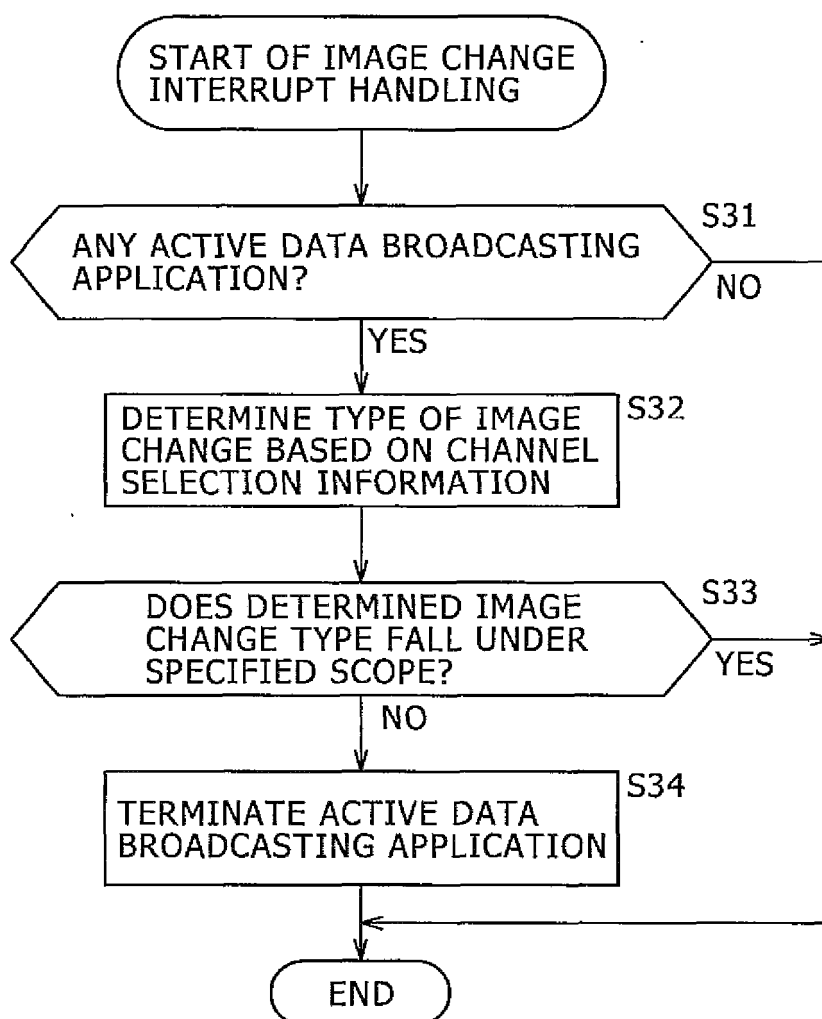 START OF IMAGE CHANGE
INTERRUPT HANDLING
S31
ANY ACTIVE DATA BROADCASTING
APPLICATION?
NO
YES
S32
DETERMINE TYPE OF IMAGE
CHANGE BASED ON CHANNEL
SELECTION INFORMATION
S33
DOES DETERMINED IMAGE
CHANGE TYPE FALL UNDER
SPECIFIED SCOPE?
YES
NO
S34
TERMINATE ACTIVE DATA
BROADCASTING APPLICATION
END